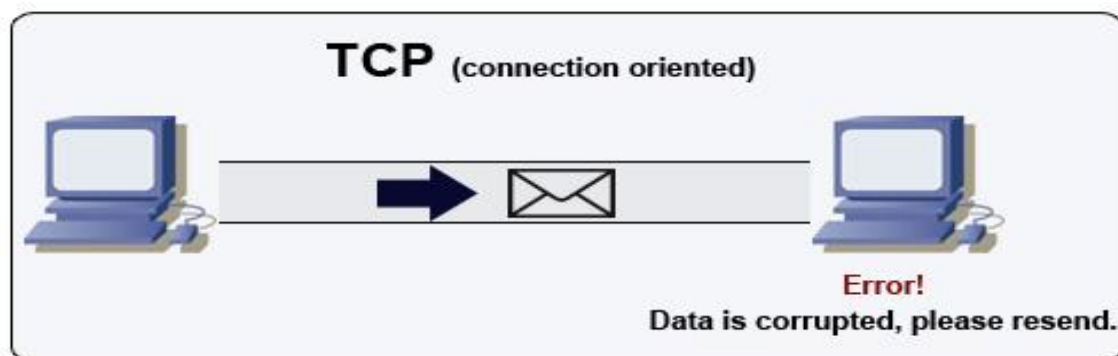 TCP (connection oriented)
Error!
Data is corrupted, please resend.